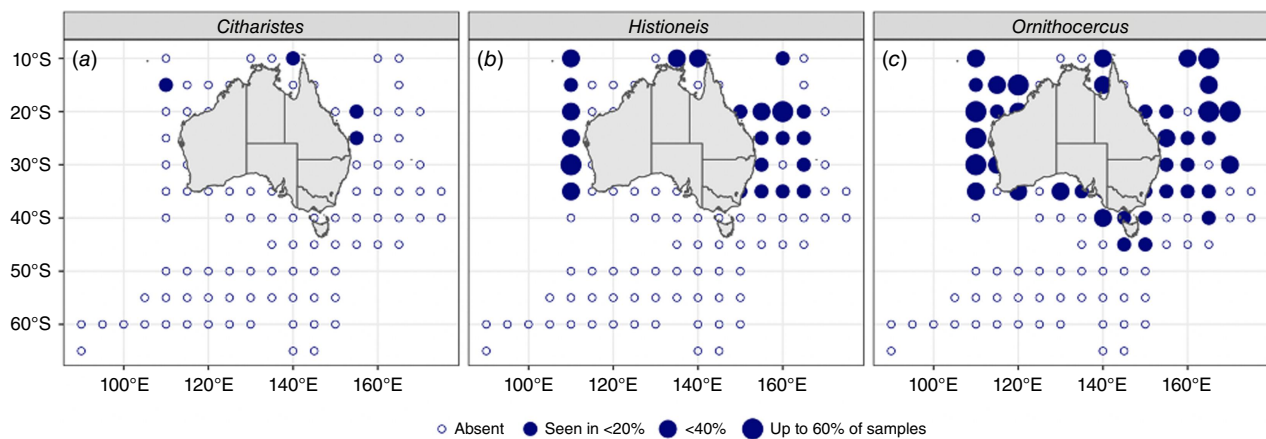 Citharistes Histioneis Ornithocercus
(a) (b) (c)
10°S
20°S
30°S
40°S
50°S
60°S
100°E 120°E 140°E 160°E 100°E 120°E 140°E 160°E 100°E 120°E 140°E 160°E
Absent Seen in <20% <40% Up to 60% of samples